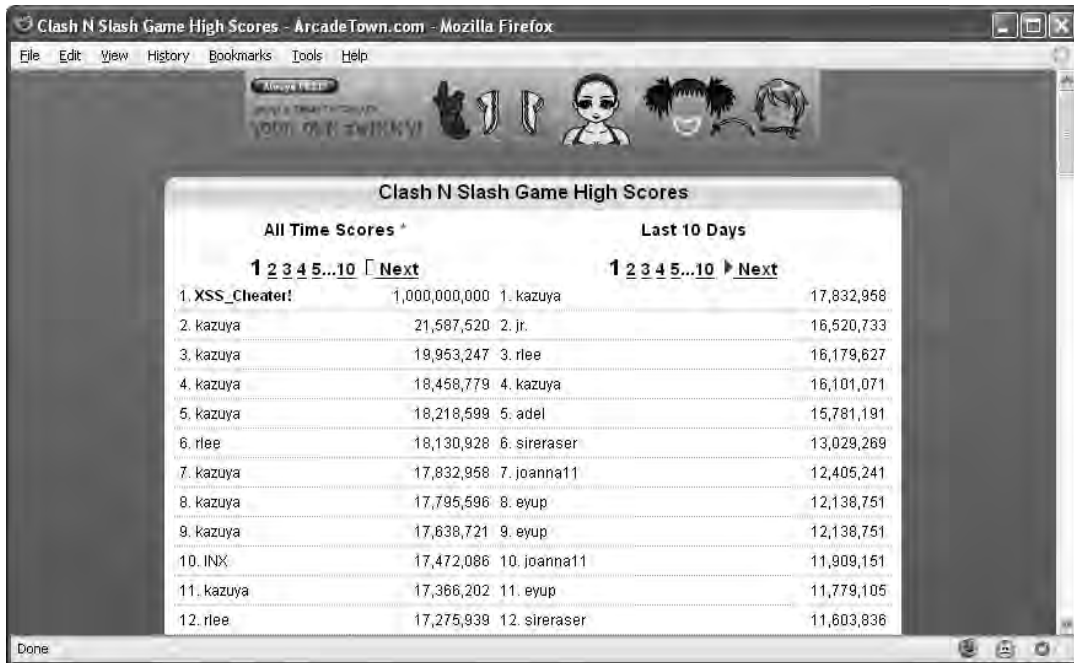 Clash N Slash Game High Scores - ArcadeTown.com - Mozilla Firefox
File Edit View History Bookmarks Tools Help
Clash N Slash Game High Scores
All Time Scores *
Last 10 Days
1 2 3 4 5...10 Next
1 2 3 4 5...10 Next
1. XSS_Cheater! 1,000,000,000 1. kazuya 17,832,958
2. kazuya 21,587,520 2. jr. 16,520,733
3. kazuya 19,953,247 3. rlee 16,179,627
4. kazuya 18,458,779 4. kazuya 16,101,071
5. kazuya 18,218,599 5. adel 15,781,191
6. rlee 18,130,928 6. sireraser 13,029,269
7. kazuya 17,832,958 7. joanna11 12,405,241
8. kazuya 17,795,596 8. eyup 12,138,751
9. kazuya 17,638,721 9. eyup 12,138,751
10. INX 17,472,086 10. joanna11 11,909,151
11. kazuya 17,366,202 11. eyup 11,779,105
12. rlee 17,275,939 12. sireraser 11,603,836
Done